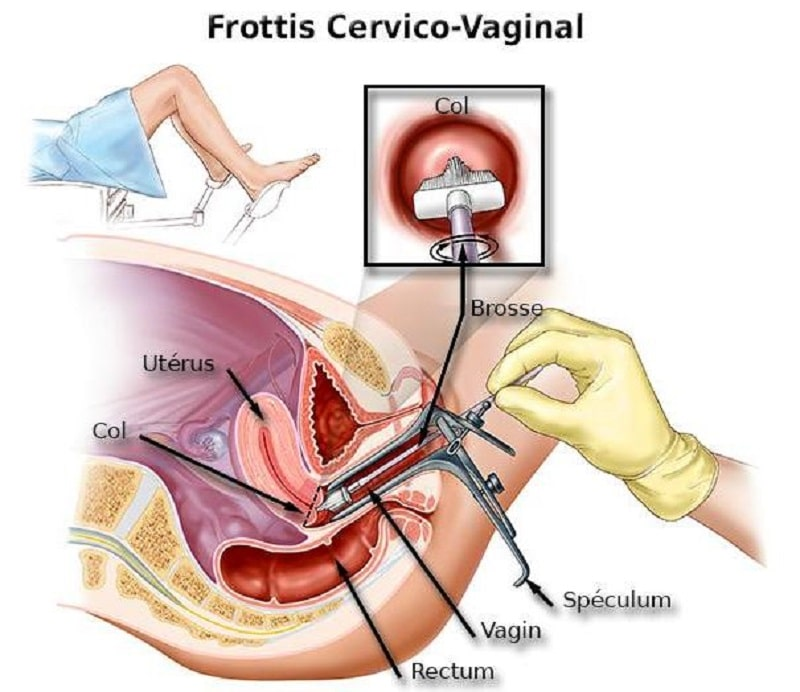 Frottis Cervico-Vaginal
Col
Brosse
Utérus
Col
Spéculum
Vagin
Rectum